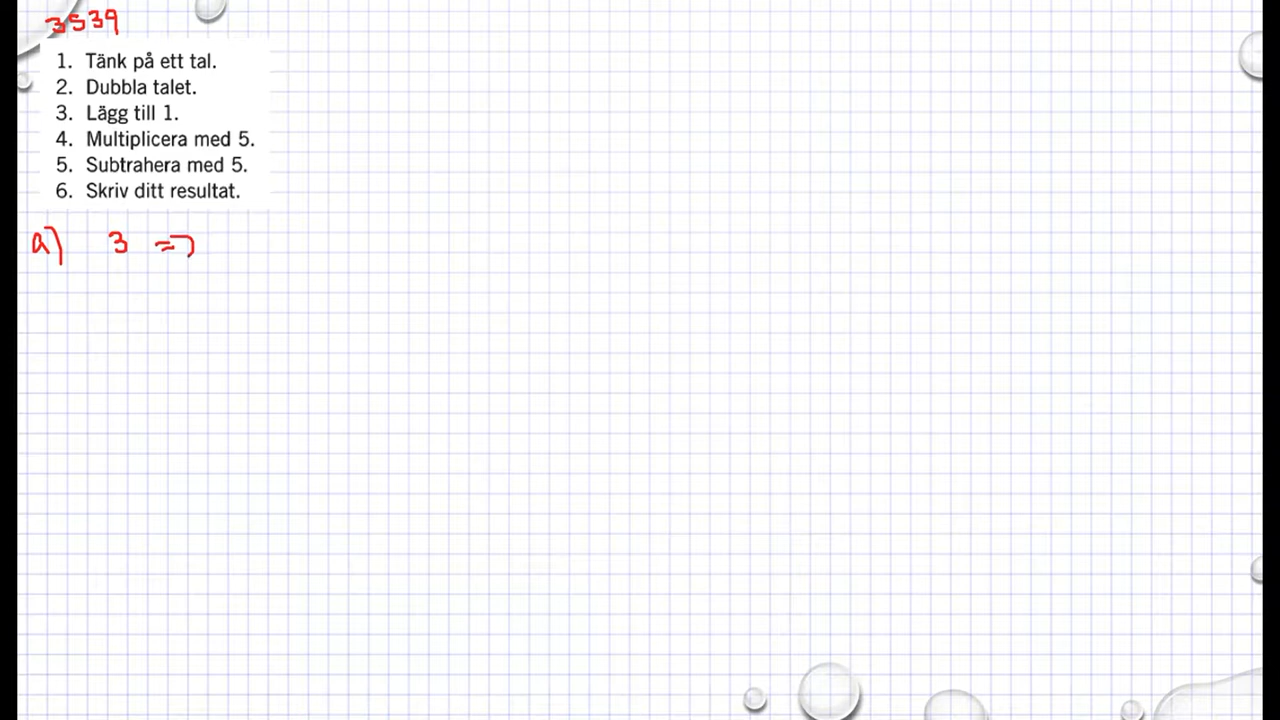 3539
1. Tänk på ett tal.
2. Dubbla talet.
3. Lägg till 1.
4. Multiplicera med 5.
5. Subtrahera med 5.
6. Skriv ditt resultat.
a) 3 =>